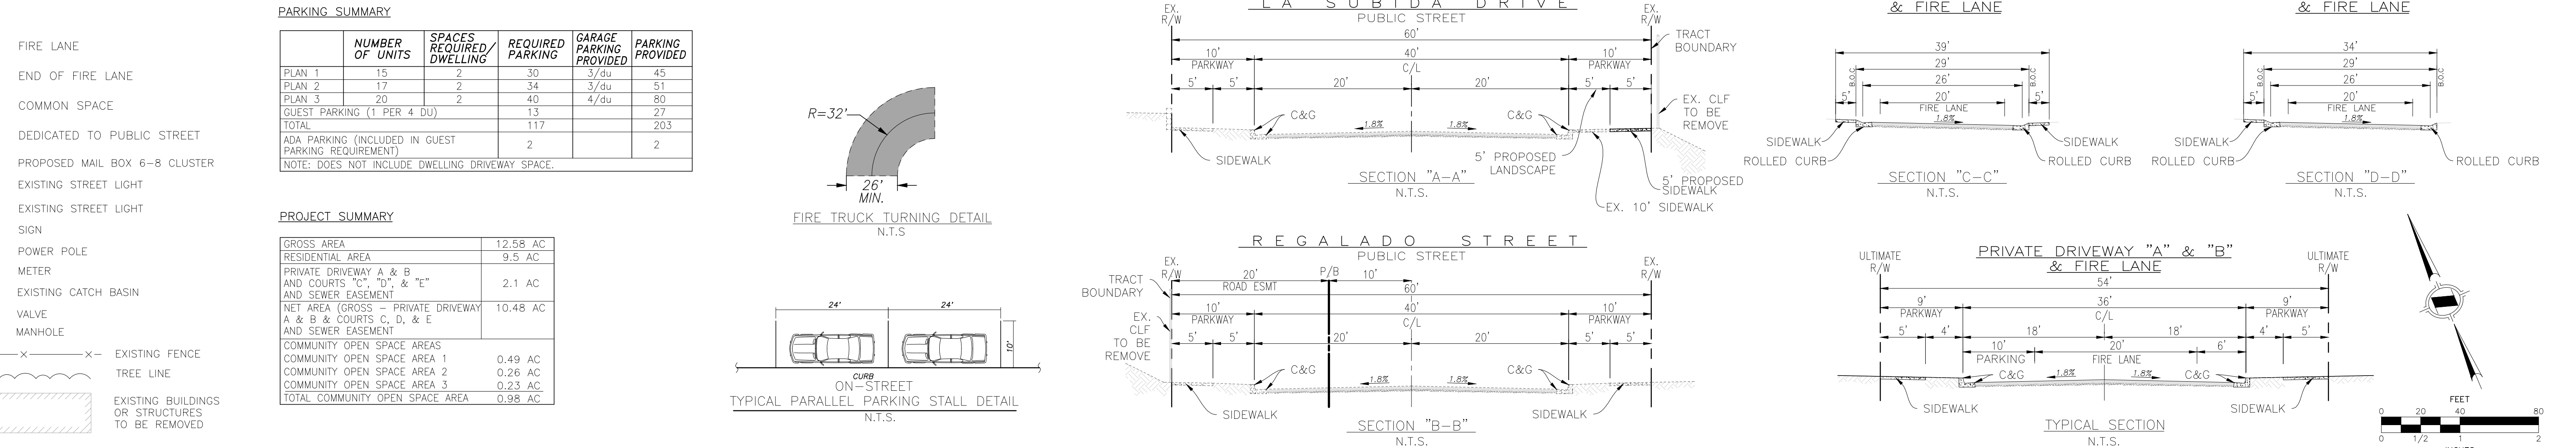 FIRE LANE
END OF FIRE LANE
COMMON SPACE
DEDICATED TO PUBLIC STREET
PROPOSED MAIL BOX 6-8 CLUSTER
EXISTING STREET LIGHT
EXISTING STREET LIGHT
SIGN
POWER POLE
METER
EXISTING CATCH BASIN
VALVE
MANHOLE
X X EXISTING FENCE
TREE LINE
EXISTING BUILDINGS
OR STRUCTURES
TO BE REMOVED
PARKING SUMMARY
NUMBER OF UNITS SPACES REQUIRED/ DWELLING REQUIRED PARKING GARAGE PARKING PROVIDED PARKING PROVIDED
PLAN 1 15 2 30 3/du 45
PLAN 2 17 2 34 3/du 51
PLAN 3 20 2 40 4/du 80
GUEST PARKING (1 PER 4 DU) 13 27
TOTAL 117 203
ADA PARKING (INCLUDED IN GUEST
PARKING REQUIREMENT) 2 2
NOTE: DOES NOT INCLUDE DWELLING DRIVEWAY SPACE.
PROJECT SUMMARY
GROSS AREA 12.58 AC
RESIDENTIAL AREA 9.5 AC
PRIVATE DRIVEWAY A & B
AND COURTS "C", "D", & "E" 2.1 AC
AND SEWER EASEMENT
NET AREA (GROSS - PRIVATE DRIVEWAY 10.48 AC
A & B & COURTS C, D, & E
AND SEWER EASEMENT
COMMUNITY OPEN SPACE AREAS
COMMUNITY OPEN SPACE AREA 1 0.49 AC
COMMUNITY OPEN SPACE AREA 2 0.26 AC
COMMUNITY OPEN SPACE AREA 3 0.23 AC
TOTAL COMMUNITY OPEN SPACE AREA 0.98 AC
R=32'
26'
MIN.
FIRE TRUCK TURNING DETAIL
N.T.S
24' 24'
10'
CURB
ON-STREET
TYPICAL PARALLEL PARKING STALL DETAIL
N.T.S.
LA SUBIDA DRIVE
PUBLIC STREET
EX. R/W EX. R/W
60'
TRACT
BOUNDARY
10' 40' 10'
PARKWAY C/L PARKWAY
5' 5' 20' 20' 5' 5'
EX. CLF
TO BE
REMOVE
C&G C&G
1.8% 1.8%
SIDEWALK
5' PROPOSED
LANDSCAPE
5' PROPOSED
SIDEWALK
EX. 10' SIDEWALK
SECTION "A-A"
N.T.S.
REGALADO STREET
PUBLIC STREET
EX. R/W P/B EX. R/W
TRACT
BOUNDARY
20' 10'
ROAD ESMT
60'
10' 40' 10'
PARKWAY C/L PARKWAY
EX.
CLF
TO BE
REMOVE
5' 5' 20' 20' 5' 5'
C&G C&G
1.8% 1.8%
SIDEWALK SIDEWALK
SECTION "B-B"
N.T.S.
& FIRE LANE
39'
29'
26'
20'
FIRE LANE
B.O.C B.O.C
5' 5'
1.8%
SIDEWALK SIDEWALK
ROLLED CURB ROLLED CURB
SECTION "C-C"
N.T.S.
& FIRE LANE
34'
29'
26'
20'
FIRE LANE
B.O.C B.O.C
5'
1.8%
SIDEWALK
ROLLED CURB ROLLED CURB
SECTION "D-D"
N.T.S.
PRIVATE DRIVEWAY "A" & "B"
& FIRE LANE
ULTIMATE R/W ULTIMATE R/W
54'
9' 36' 9'
PARKWAY C/L PARKWAY
5' 4' 18' 18' 4' 5'
10' 20' 6'
PARKING FIRE LANE
C&G C&G
1.8% 1.8%
SIDEWALK SIDEWALK
TYPICAL SECTION
N.T.S.
FEET
0 20 40 80
0 1/2 1 2
INCHES